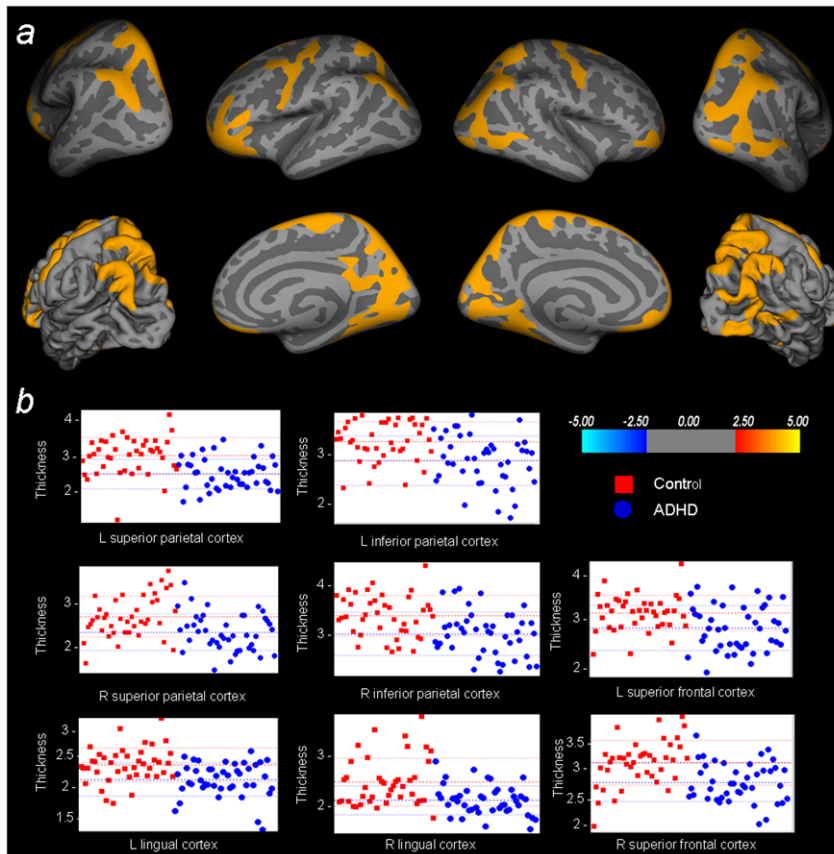 a
b
-5.00 0.00 2.50 5.00
Control
ADHD
4 -
3 -
2 -
Thickness
L superior parietal cortex
3 -
2 -
Thickness
L inferior parietal cortex
3 -
2 -
Thickness
R superior parietal cortex
4 -
3 -
Thickness
R inferior parietal cortex
4 -
3 -
2 -
Thickness
L superior frontal cortex
3 -
2.5 -
2 -
1.5 -
Thickness
L lingual cortex
3 -
2 -
Thickness
R lingual cortex
3.5 -
3 -
2.5 -
2 -
Thickness
R superior frontal cortex